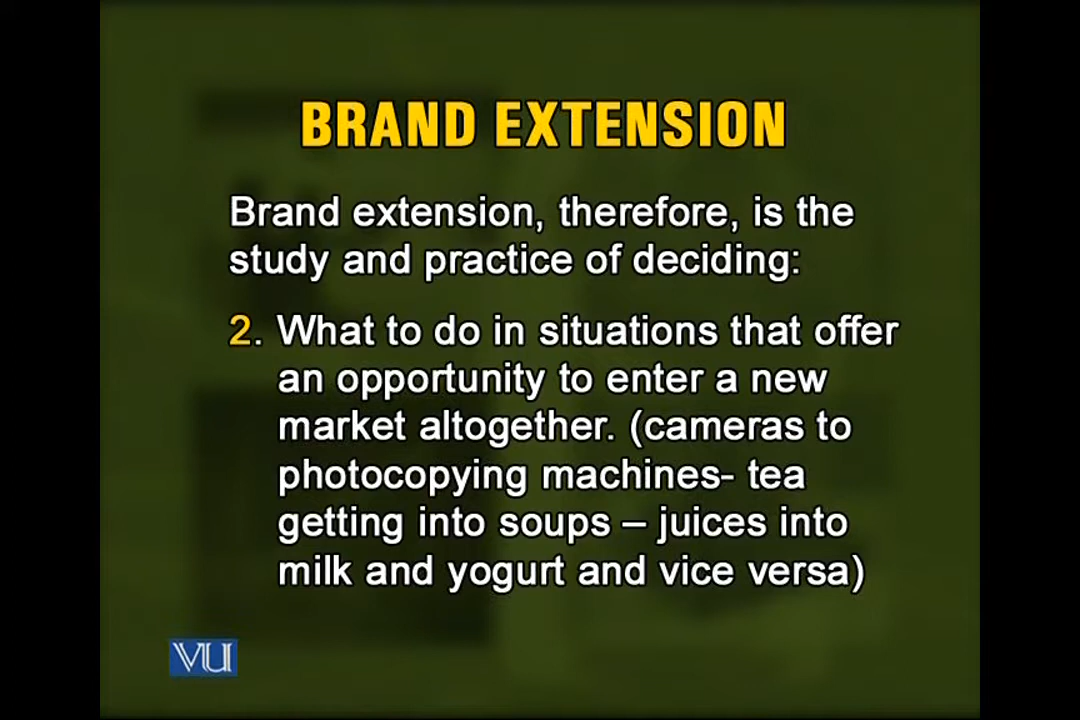 BRAND EXTENSION
Brand extension, therefore, is the
study and practice of deciding:
2. What to do in situations that offer
an opportunity to enter a new
market altogether. (cameras to
photocopying machines- tea
getting into soups – juices into
milk and yogurt and vice versa)
VU